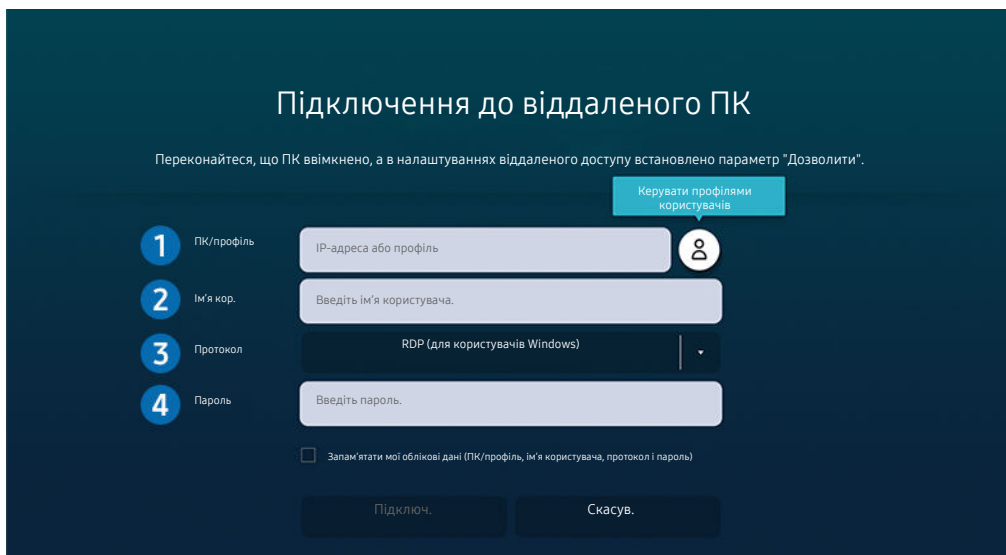 Підключення до віддаленого ПК
Переконайтеся, що ПК ввімкнено, а в налаштуваннях віддаленого доступу встановлено параметр "Дозволити".
Керувати профілями
користувачів
1 ПК/профіль IP-адреса або профіль
2 Ім'я кор. Введіть ім'я користувача.
3 Протокол RDP (для користувачів Windows)
4 Пароль Введіть пароль.
Запам'ятати мої облікові дані (ПК/профіль, ім'я користувача, протокол і пароль)
Підключ. Скасув.